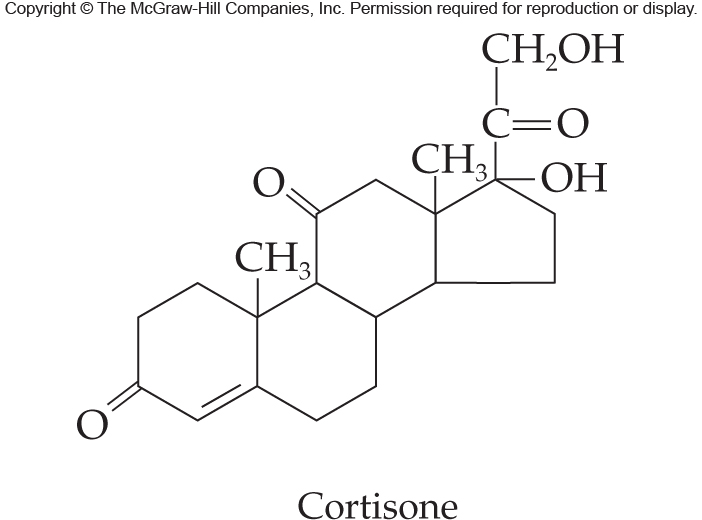 Copyright © The McGraw-Hill Companies, Inc. Permission required for reproduction or display.
CH₂OH
C=O
CH₃
OH
O
CH₃
O
Cortisone